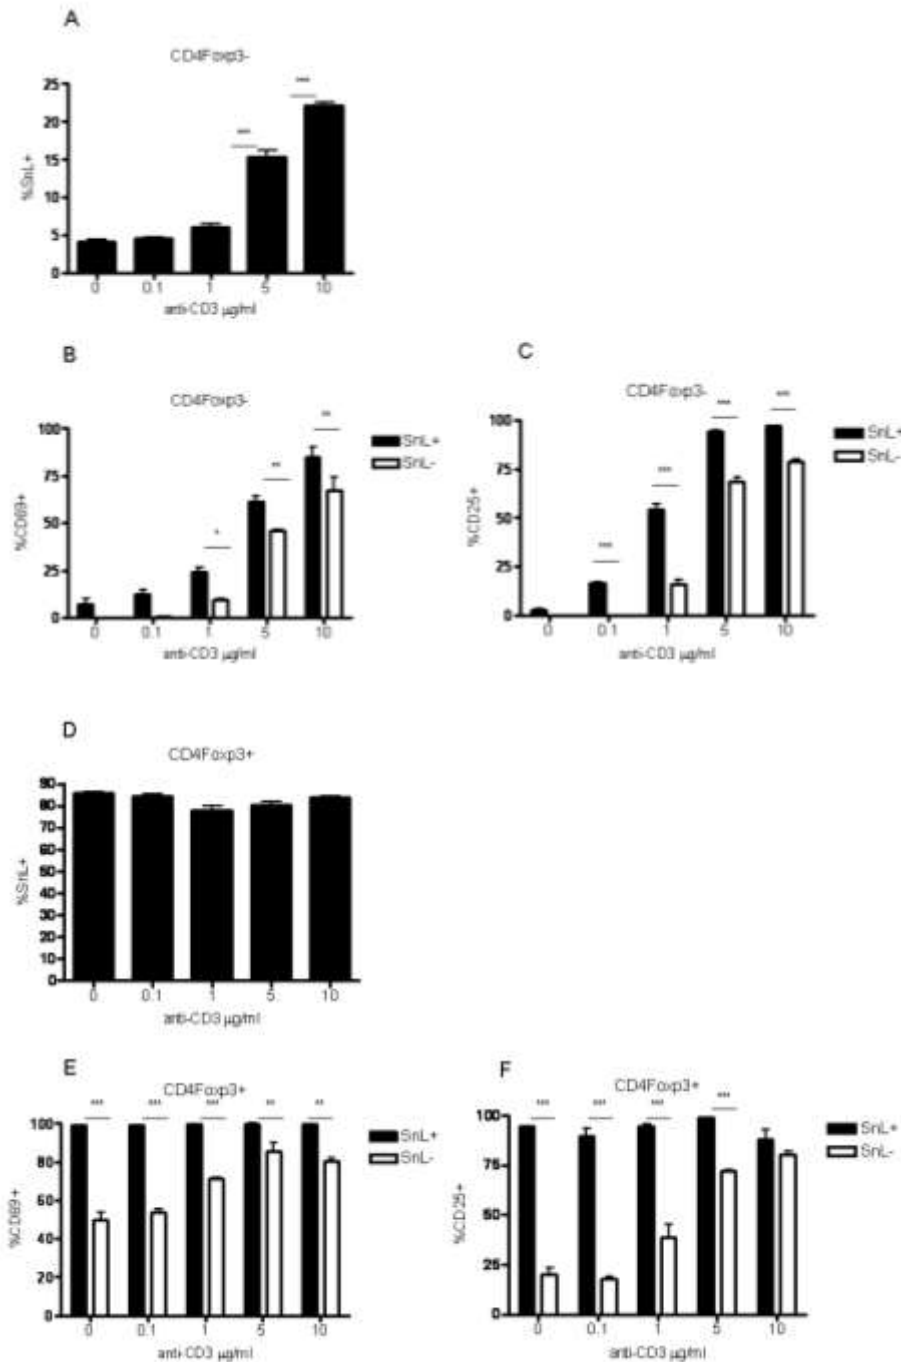 A
CD4Foxp3-
***
***
25
20
15
10
5
0
%SnL+
0 0.1 1 5 10
anti-CD3 µg/ml
B
CD4Foxp3-
100
75
50
25
0
%CD69+
*
**
**
SnL+
SnL-
0 0.1 1 5 10
anti-CD3 µg/ml
C
CD4Foxp3-
100
75
50
25
0
%CD25+
***
***
***
***
SnL+
SnL-
0 0.1 1 5 10
anti-CD3 µg/ml
D
CD4Foxp3+
90
80
70
60
50
40
30
20
10
0
%SnL+
0 0.1 1 5 10
anti-CD3 µg/ml
E
CD4Foxp3+
*** *** *** ** **
100
80
60
40
20
0
%CD69+
SnL+
SnL-
0 0.1 1 5 10
anti-CD3 µg/ml
F
CD4Foxp3+
*** *** *** ***
100
75
50
25
0
%CD25+
SnL+
SnL-
0 0.1 1 5 10
anti-CD3 µg/ml